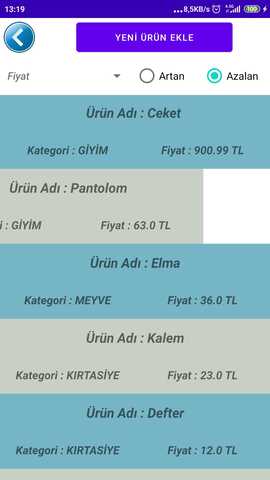 13:19 ...8,5KB/s 100
YENİ ÜRÜN EKLE
Fiyat Artan Azalan
Ürün Adı : Ceket
Kategori : GİYİM Fiyat : 900.99 TL
Ürün Adı : Pantolom
i : GİYİM Fiyat : 63.0 TL
Ürün Adı : Elma
Kategori : MEYVE Fiyat : 36.0 TL
Ürün Adı : Kalem
Kategori : KIRTASİYE Fiyat : 23.0 TL
Ürün Adı : Defter
Kategori : KIRTASİYE Fiyat : 12.0 TL